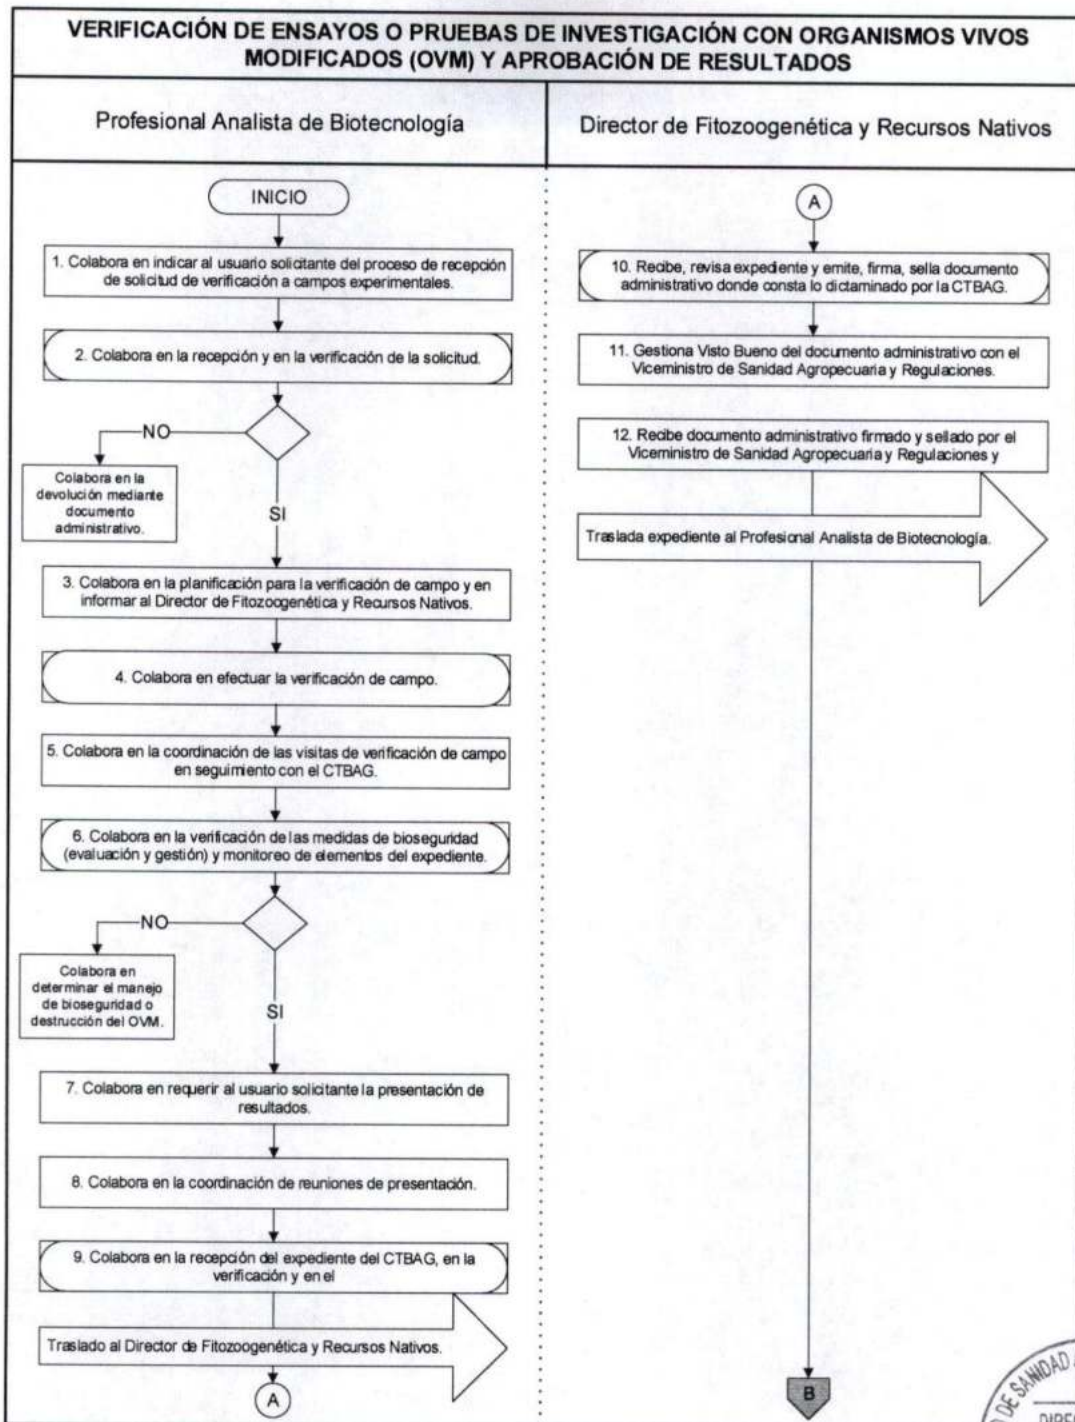 VERIFICACIÓN DE ENSAYOS O PRUEBAS DE INVESTIGACIÓN CON ORGANISMOS VIVOS
MODIFICADOS (OVM) Y APROBACIÓN DE RESULTADOS
Profesional Analista de Biotecnología
INICIO
1. Colabora en indicar al usuario solicitante del proceso de recepción
de solicitud de verificación a campos experimentales.
2. Colabora en la recepción y en la verificación de la solicitud.
NO
Colabora en la
devolución mediante
documento
administrativo.
SI
3. Colabora en la planificación para la verificación de campo y en
informar al Director de Fitozoogenética y Recursos Nativos.
4. Colabora en efectuar la verificación de campo.
5. Colabora en la coordinación de las visitas de verificación de campo
en seguimiento con el CTBAG.
6. Colabora en la verificación de las medidas de bioseguridad
(evaluación y gestión) y monitoreo de elementos del expediente.
NO
Colabora en
determinar el manejo
de bioseguridad o
destrucción del OVM.
SI
7. Colabora en requerir al usuario solicitante la presentación de
resultados.
8. Colabora en la coordinación de reuniones de presentación.
9. Colabora en la recepción del expediente del CTBAG, en la
verificación y en el
Traslado al Director de Fitozoogenética y Recursos Nativos.
A
Director de Fitozoogenética y Recursos Nativos
A
10. Recibe, revisa expediente y emite, firma, sella documento
administrativo donde consta lo dictaminado por la CTBAG.
11. Gestiona Visto Bueno del documento administrativo con el
Viceministro de Sanidad Agropecuaria y Regulaciones.
12. Recibe documento administrativo firmado y sellado por el
Viceministro de Sanidad Agropecuaria y Regulaciones y
Traslada expediente al Profesional Analista de Biotecnología.
B
DE SANIDAD